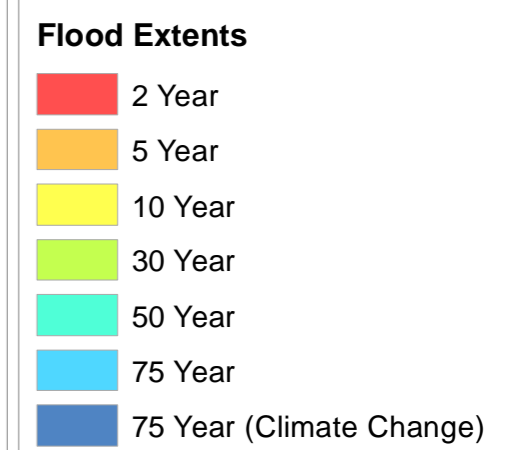 Flood Extents
2 Year
5 Year
10 Year
30 Year
50 Year
75 Year
75 Year (Climate Change)